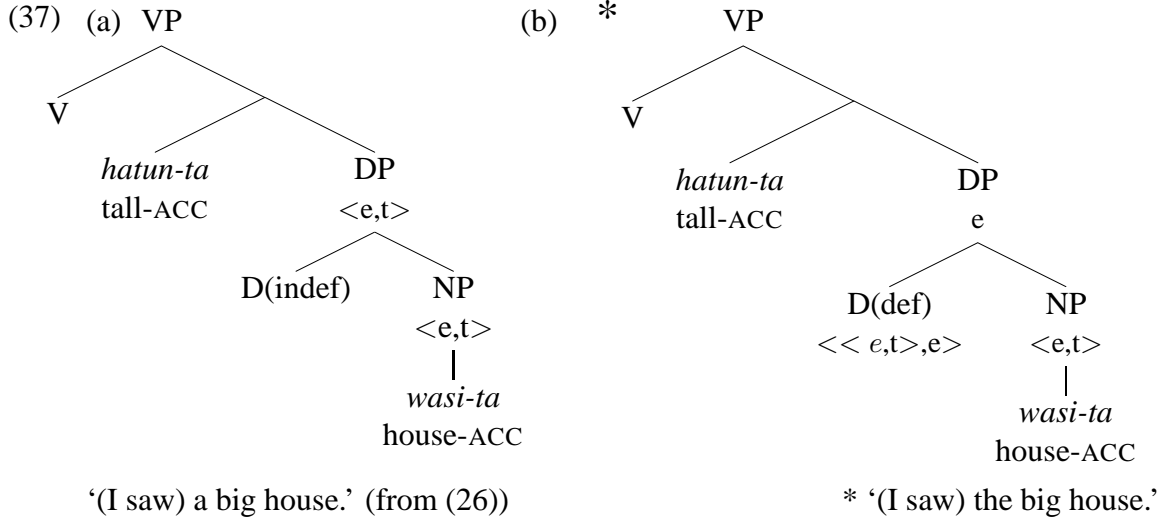 (37) (a) VP (b) * VP
V V
hatun-ta DP hatun-ta DP
tall-ACC <e,t> tall-ACC e
D(indef) NP D(def) NP
<e,t> << e,t>,e> <e,t>
wasi-ta wasi-ta
house-ACC house-ACC
‘(I saw) a big house.’ (from (26)) * ‘(I saw) the big house.’